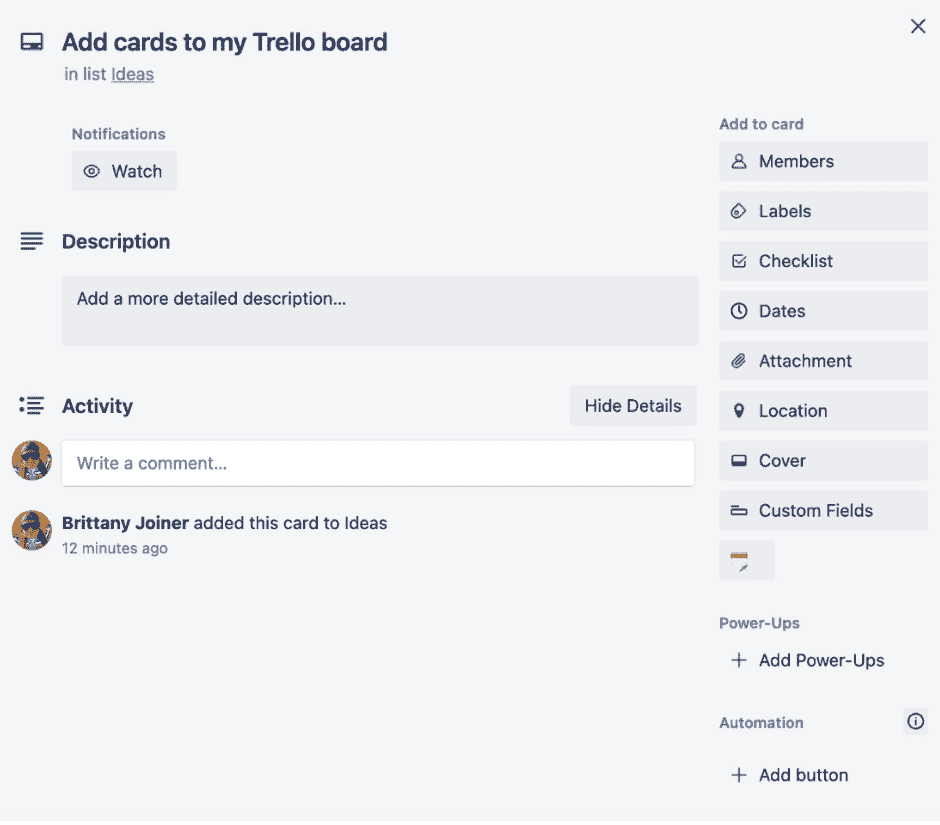 Add cards to my Trello board
in list Ideas
Notifications
Watch
Description
Add a more detailed description...
Activity
Hide Details
Write a comment...
Brittany Joiner added this card to Ideas
12 minutes ago
Add to card
Members
Labels
Checklist
Dates
Attachment
Location
Cover
Custom Fields
Power-Ups
Add Power-Ups
Automation
Add button